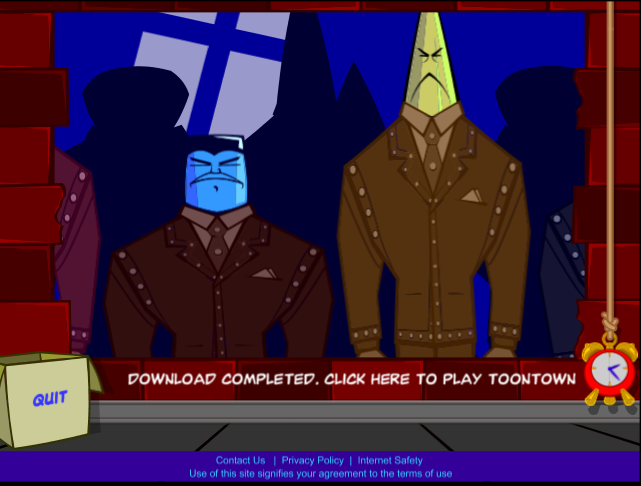 DOWNLOAD COMPLETED. CLICK HERE TO PLAY TOONTOWN
QUIT
Contact Us | Privacy Policy | Internet Safety
Use of this site signifies your agreement to the terms of use